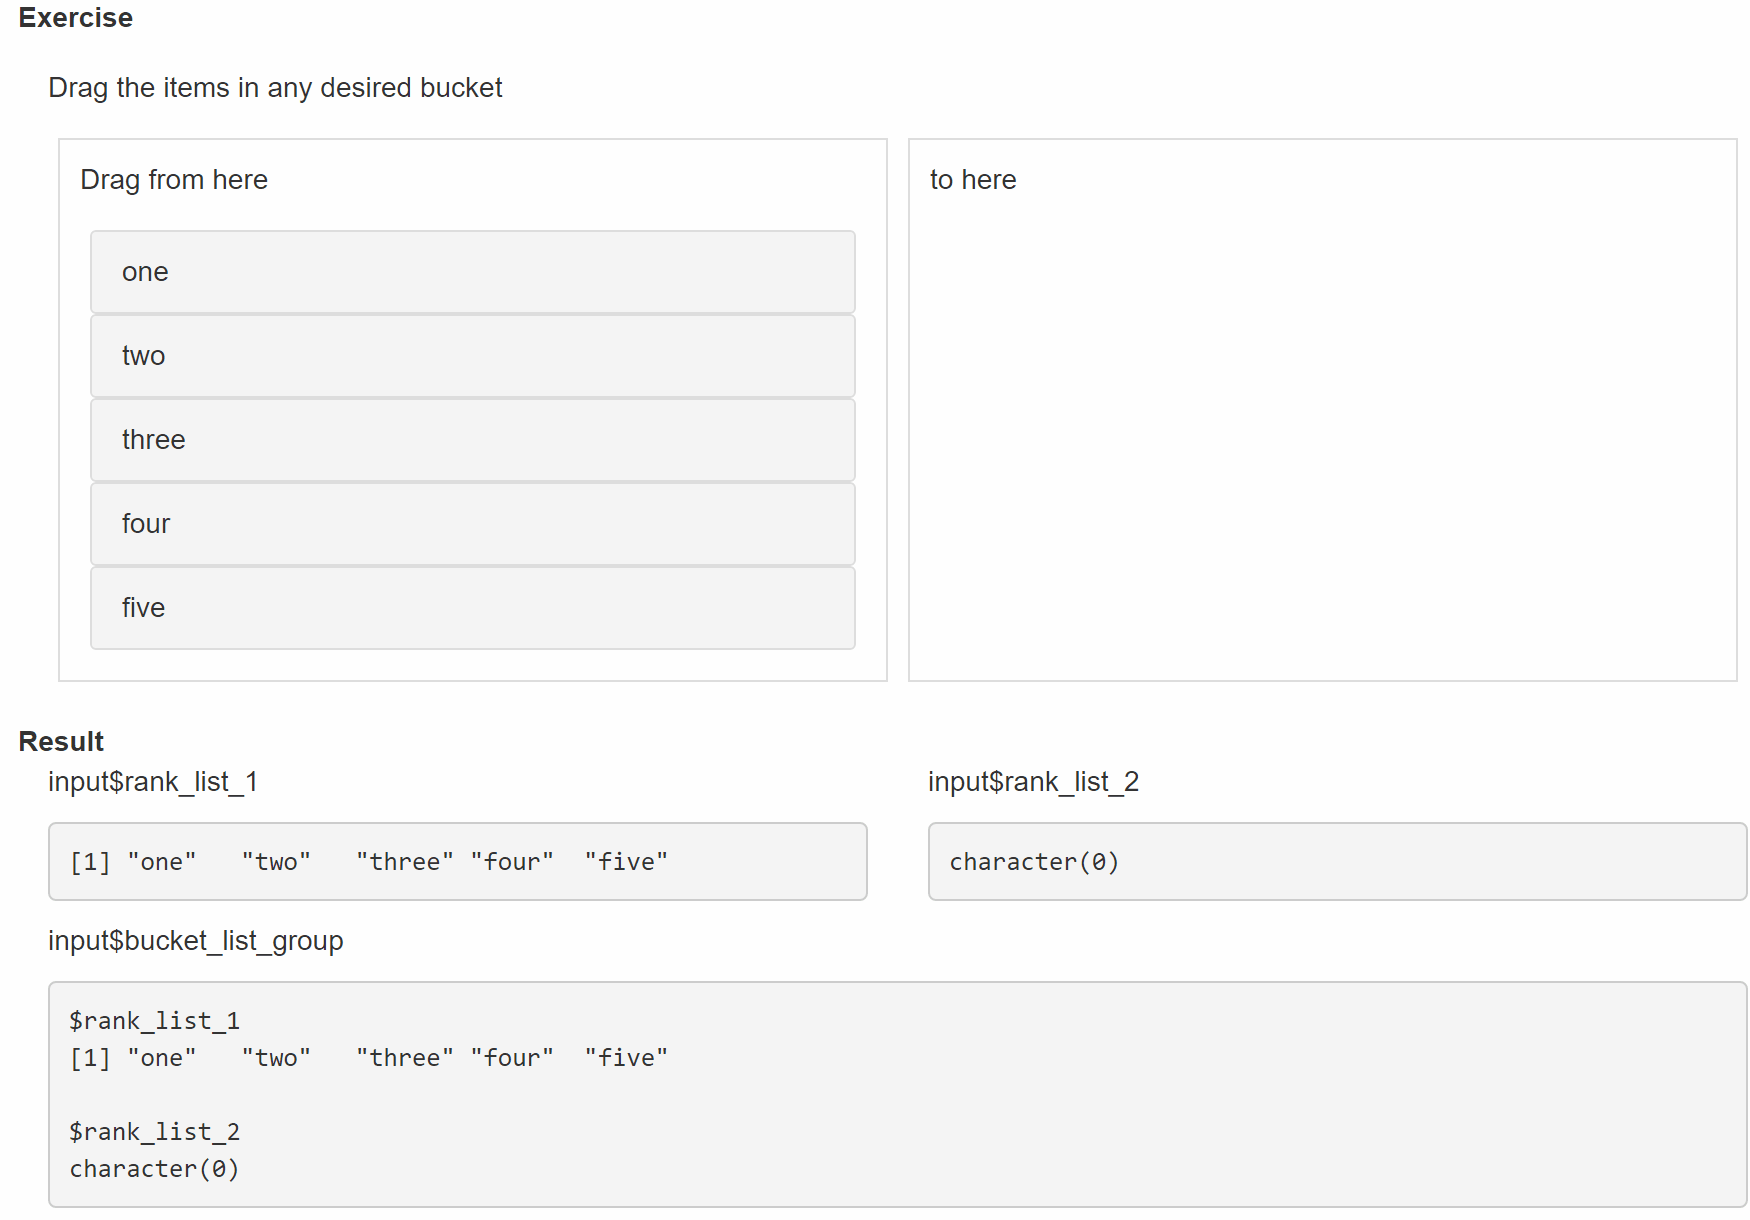 Exercise
Drag the items in any desired bucket
Drag from here
one
two
three
four
five
to here
Result
input$rank_list_1
[1] "one"   "two"   "three" "four"  "five"
input$rank_list_2
character(0)
input$bucket_list_group
$rank_list_1
[1] "one"   "two"   "three" "four"  "five"
$rank_list_2
character(0)